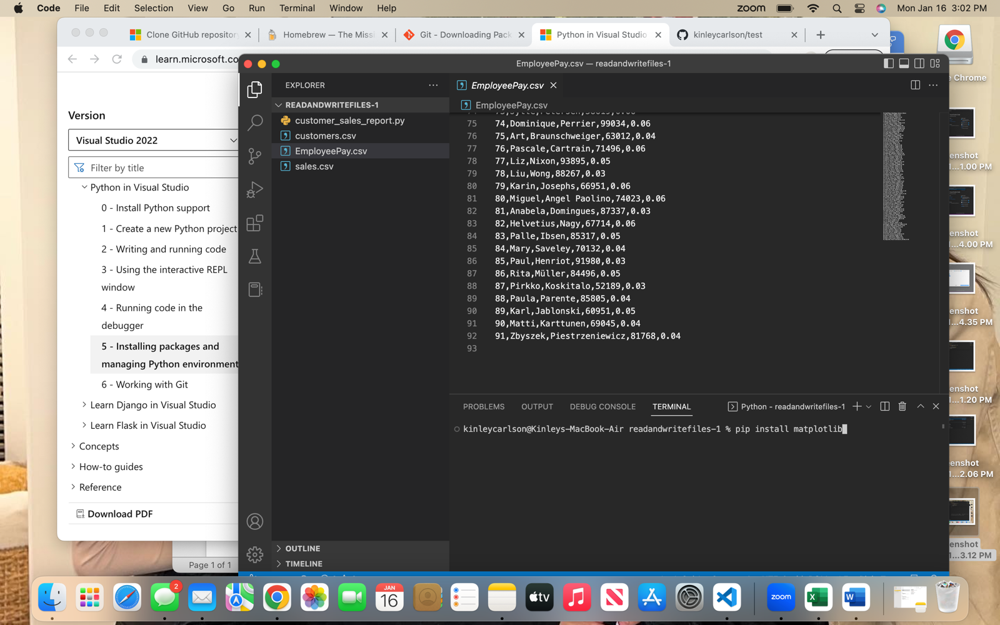 Code File Edit Selection View Go Run Terminal Window Help zoom Mon Jan 16 3:02 PM
Clone GitHub repository Homebrew — The Missi Git - Downloading Pack Python in Visual Studio kinleycarlson/test
learn.microsoft.co
EmployeePay.csv — readandwritefiles-1
Version
Visual Studio 2022
Filter by title
Python in Visual Studio
0 - Install Python support
1 - Create a new Python project
2 - Writing and running code
3 - Using the interactive REPL
window
4 - Running code in the
debugger
5 - Installing packages and
managing Python environment
6 - Working with Git
Learn Django in Visual Studio
Learn Flask in Visual Studio
Concepts
How-to guides
Reference
Download PDF
Page 1 of 1
EXPLORER
READANDWRITEFILES-1
customer_sales_report.py
customers.csv
EmployeePay.csv
sales.csv
OUTLINE
TIMELINE
EmployeePay.csv
EmployeePay.csv
75 74,Dominique,Perrier,99034,0.06
76 75,Art,Braunschweiger,63012,0.04
77 76,Pascale,Cartrain,71496,0.06
78 77,Liz,Nixon,93895,0.05
79 78,Liu,Wong,88267,0.03
80 79,Karin,Josephs,66951,0.06
81 80,Miguel,Angel Paolino,74023,0.06
82 81,Anabela,Domingues,87337,0.03
83 82,Helvetius,Nagy,67714,0.06
84 83,Palle,Ibsen,85317,0.05
85 84,Mary,Saveley,70132,0.04
86 85,Paul,Henriot,91980,0.03
87 86,Rita,Müller,84496,0.05
88 87,Pirkko,Koskitalo,52189,0.03
89 88,Paula,Parente,85805,0.04
90 89,Karl,Jablonski,60951,0.05
91 90,Matti,Karttunen,69045,0.04
92 91,Zbyszek,Piestrzeniewicz,81768,0.04
93
PROBLEMS OUTPUT DEBUG CONSOLE TERMINAL Python - readandwritefiles-1
kinleycarlson@Kinleys-MacBook-Air readandwritefiles-1 % pip install matplotlib
e Chrome
enshot
1...1.00 PM
enshot
1...4.00 PM
enshot
1...4.35 PM
enshot
1...1.20 PM
enshot
1...2.06 PM
enshot
1...3.12 PM
2
JAN
16
tv
zoom